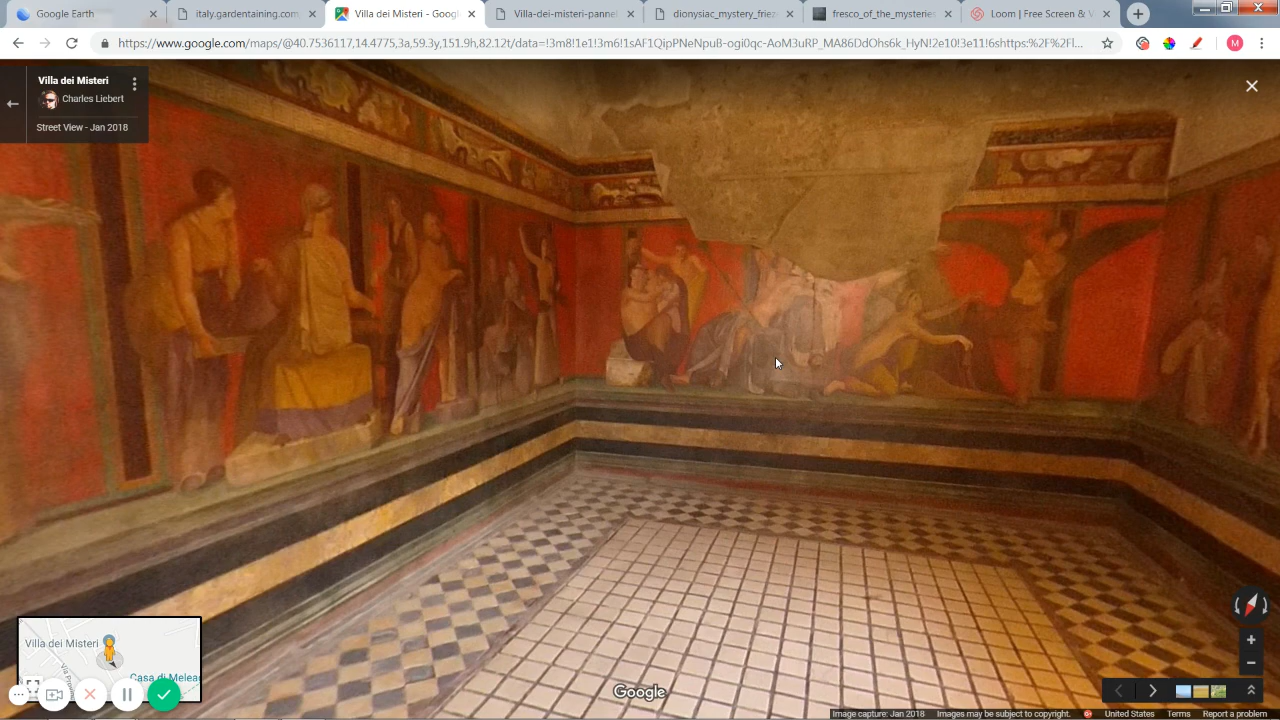 Google Earth
italy.gardentaining.com
Villa dei Misteri - Googl
Villa-dei-misteri-pannel
dionysiac_mystery_frie
fresco_of_the_mysteries
Loom | Free Screen & V
https://www.google.com/maps/@40.7536117,14.4775,3a,59.3y,151.9h,82.12t/data=!3m8!1e1!3m6!1sAF1QipPNeNpuB-ogi0qc-AoM3uRP_MA86DdOhs6k_HyN!2e10!3e11!6shttps:%2F%2Fl...
M
Villa dei Misteri
Charles Liebert
Street View - Jan 2018
Villa dei Misteri
Casa di Melea
Google
Image capture: Jan 2018 Images may be subject to copyright. United States Terms Report a problem